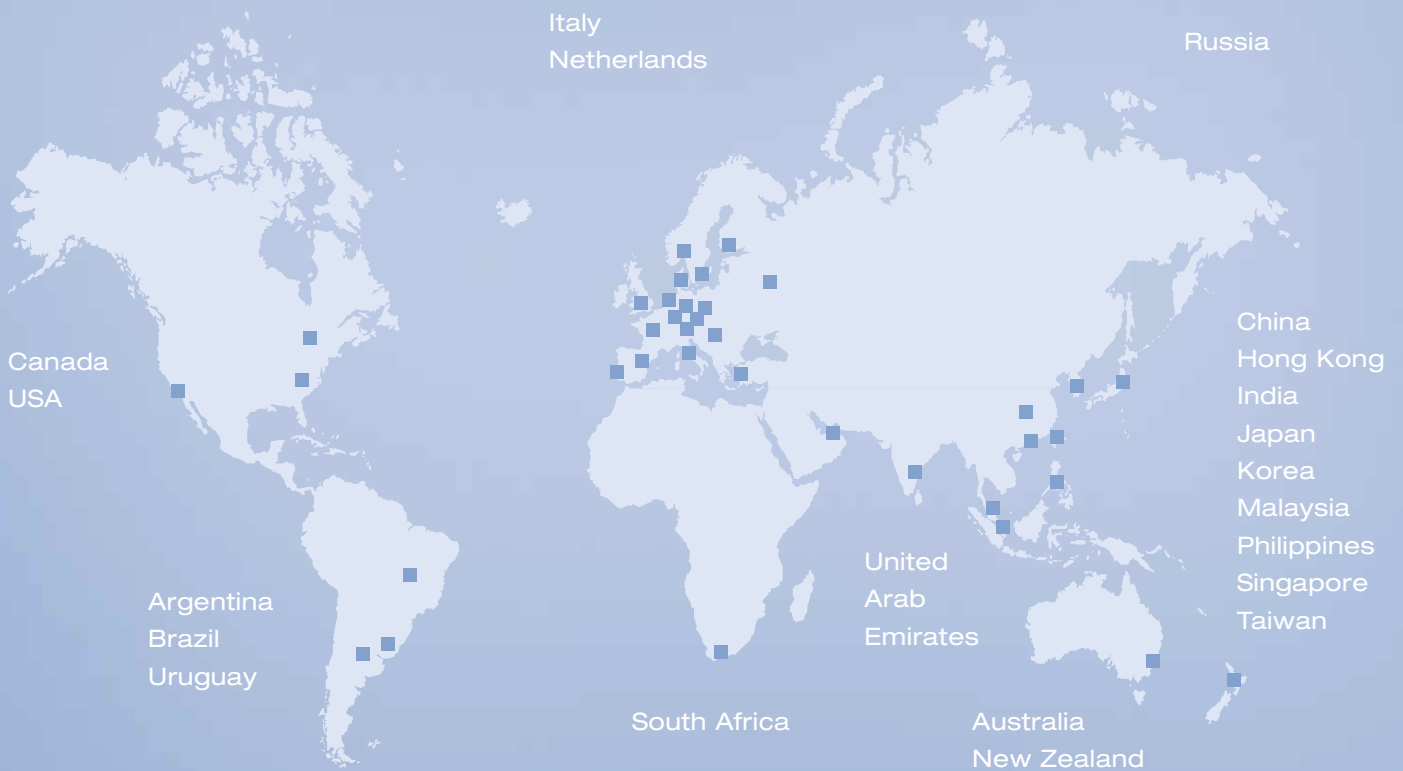 Italy
Netherlands
Russia
Canada
USA
China
Hong Kong
India
Japan
Korea
Malaysia
Philippines
Singapore
Taiwan
United
Arab
Emirates
Argentina
Brazil
Uruguay
South Africa
Australia
New Zealand